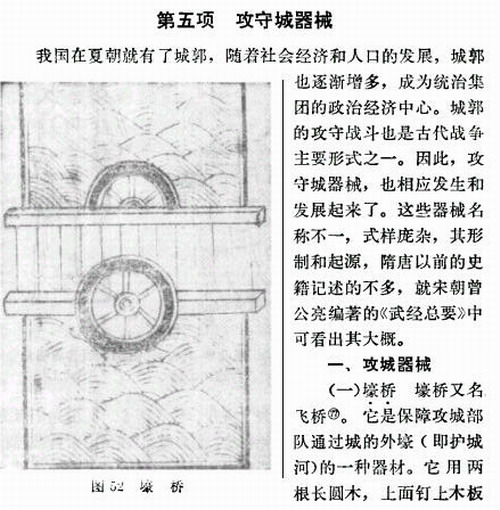 第五项　攻守城器械
我国在夏朝就有了城郭，随着社会经济和人口的发展，城郭
也逐渐增多，成为统治集
团的政治经济中心。城郭
的攻守战斗也是古代战争
主要形式之一。因此，攻
守城器械，也相应发生和
发展起来了。这些器械名
称不一，式样庞杂，其形
制和起源，隋唐以前的史
籍记述的不多，就宋朝曾
公亮编著的《武经总要》中
可看出其大概。
一、攻城器械
(一)壕桥　壕桥又名
飞桥⑰。它是保障攻城部
队通过城的外壕(即护城
河)的一种器材。它用两
根长圆木，上面钉上木板
图52　壕　桥